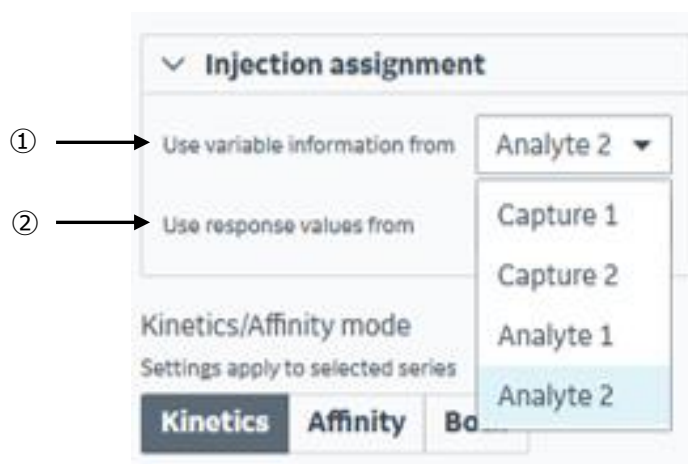 Injection assignment
① Use variable information from Analyte 2
② Use response values from
Capture 1
Capture 2
Analyte 1
Analyte 2
Kinetics/Affinity mode
Settings apply to selected series
Kinetics Affinity